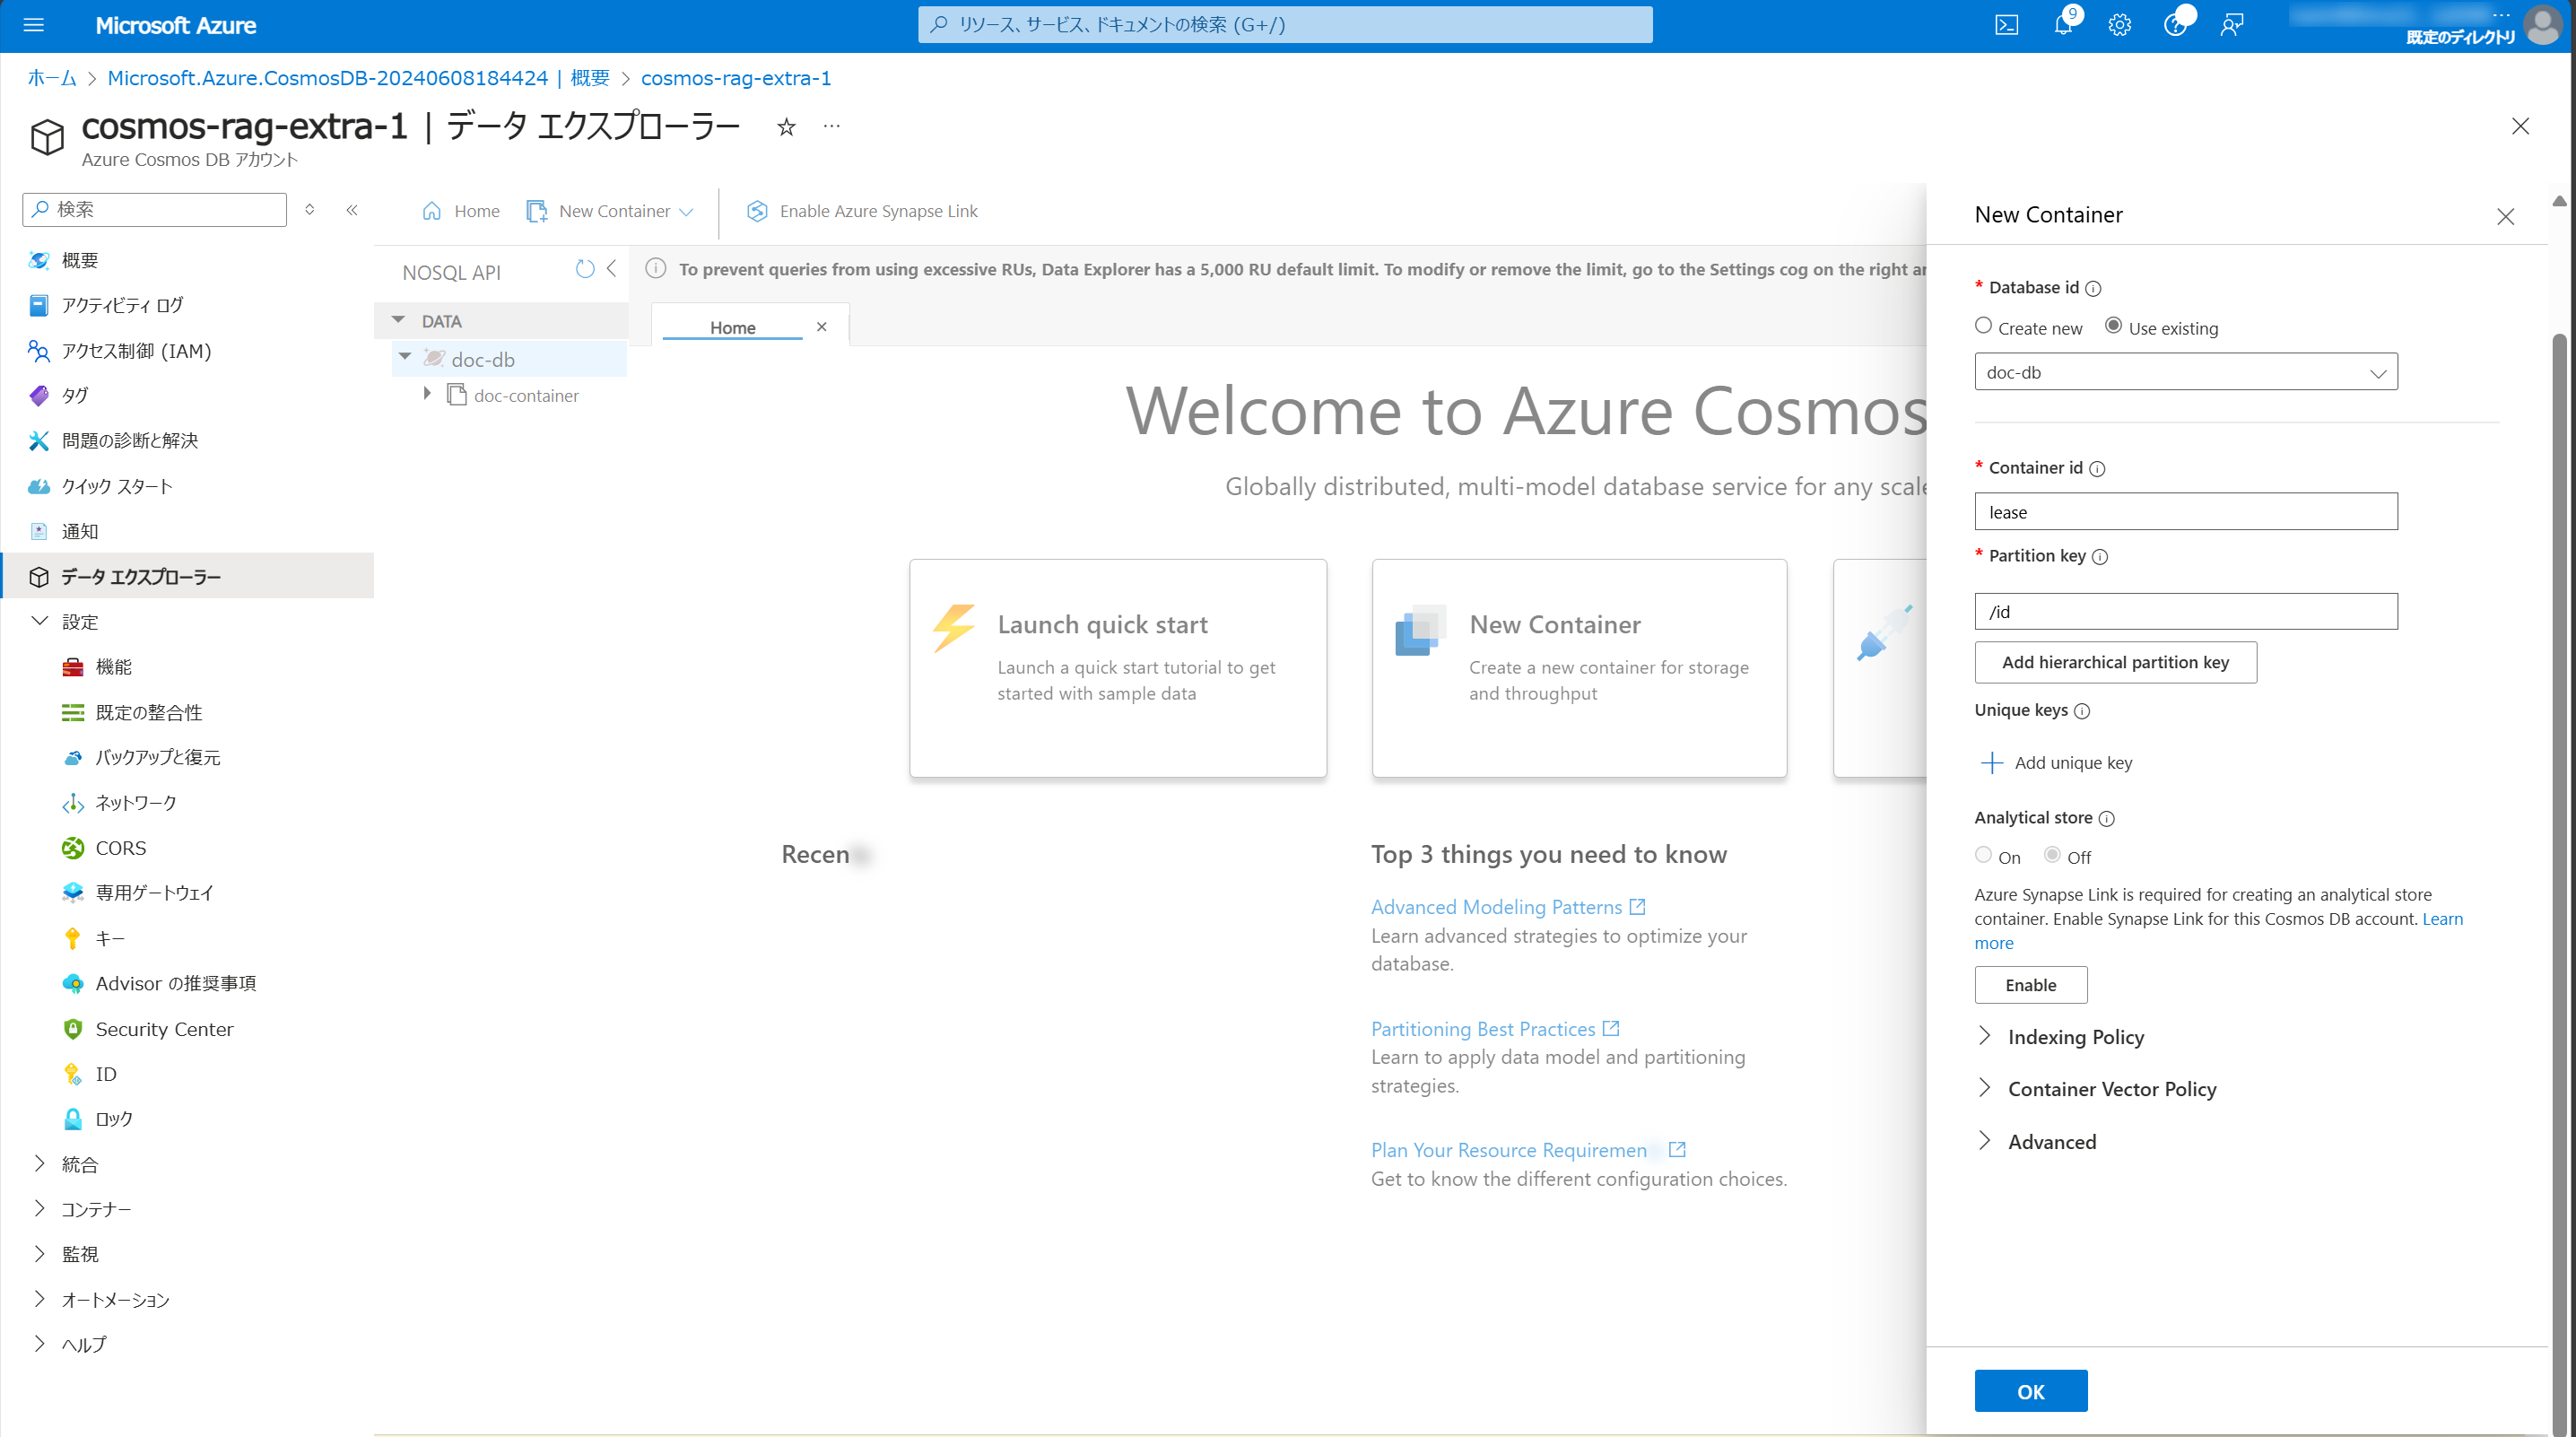 Microsoft Azure
リソース、サービス、ドキュメントの検索 (G+/)
9
既定のディレクトリ
ホーム > Microsoft.Azure.CosmosDB-20240608184424 | 概要 > cosmos-rag-extra-1
cosmos-rag-extra-1 | データ エクスプローラー
Azure Cosmos DB アカウント
検索
概要
アクティビティ ログ
アクセス制御 (IAM)
タグ
問題の診断と解決
クイック スタート
通知
データ エクスプローラー
設定
機能
既定の整合性
バックアップと復元
ネットワーク
CORS
専用ゲートウェイ
キー
Advisor の推奨事項
Security Center
ID
ロック
統合
コンテナー
監視
オートメーション
ヘルプ
Home
New Container
Enable Azure Synapse Link
NOSQL API
DATA
doc-db
doc-container
To prevent queries from using excessive RUs, Data Explorer has a 5,000 RU default limit. To modify or remove the limit, go to the Settings cog on the right
Home
Welcome to Azure Cosmos
Globally distributed, multi-model database service for any scale
Launch quick start
Launch a quick start tutorial to get
started with sample data
New Container
Create a new container for storage
and throughput
Top 3 things you need to know
Advanced Modeling Patterns
Learn advanced strategies to optimize your
database.
Partitioning Best Practices
Learn to apply data model and partitioning
strategies.
Plan Your Resource
Get to know the different configuration choices.
New Container
* Database id
Create new
Use existing
doc-db
* Container id
lease
* Partition key
/id
Add hierarchical partition key
Unique keys
Add unique key
Analytical store
On
Off
Azure Synapse Link is required for creating an analytical store
container. Enable Synapse Link for this Cosmos DB account. Learn
more
Enable
Indexing Policy
Container Vector Policy
Advanced
OK